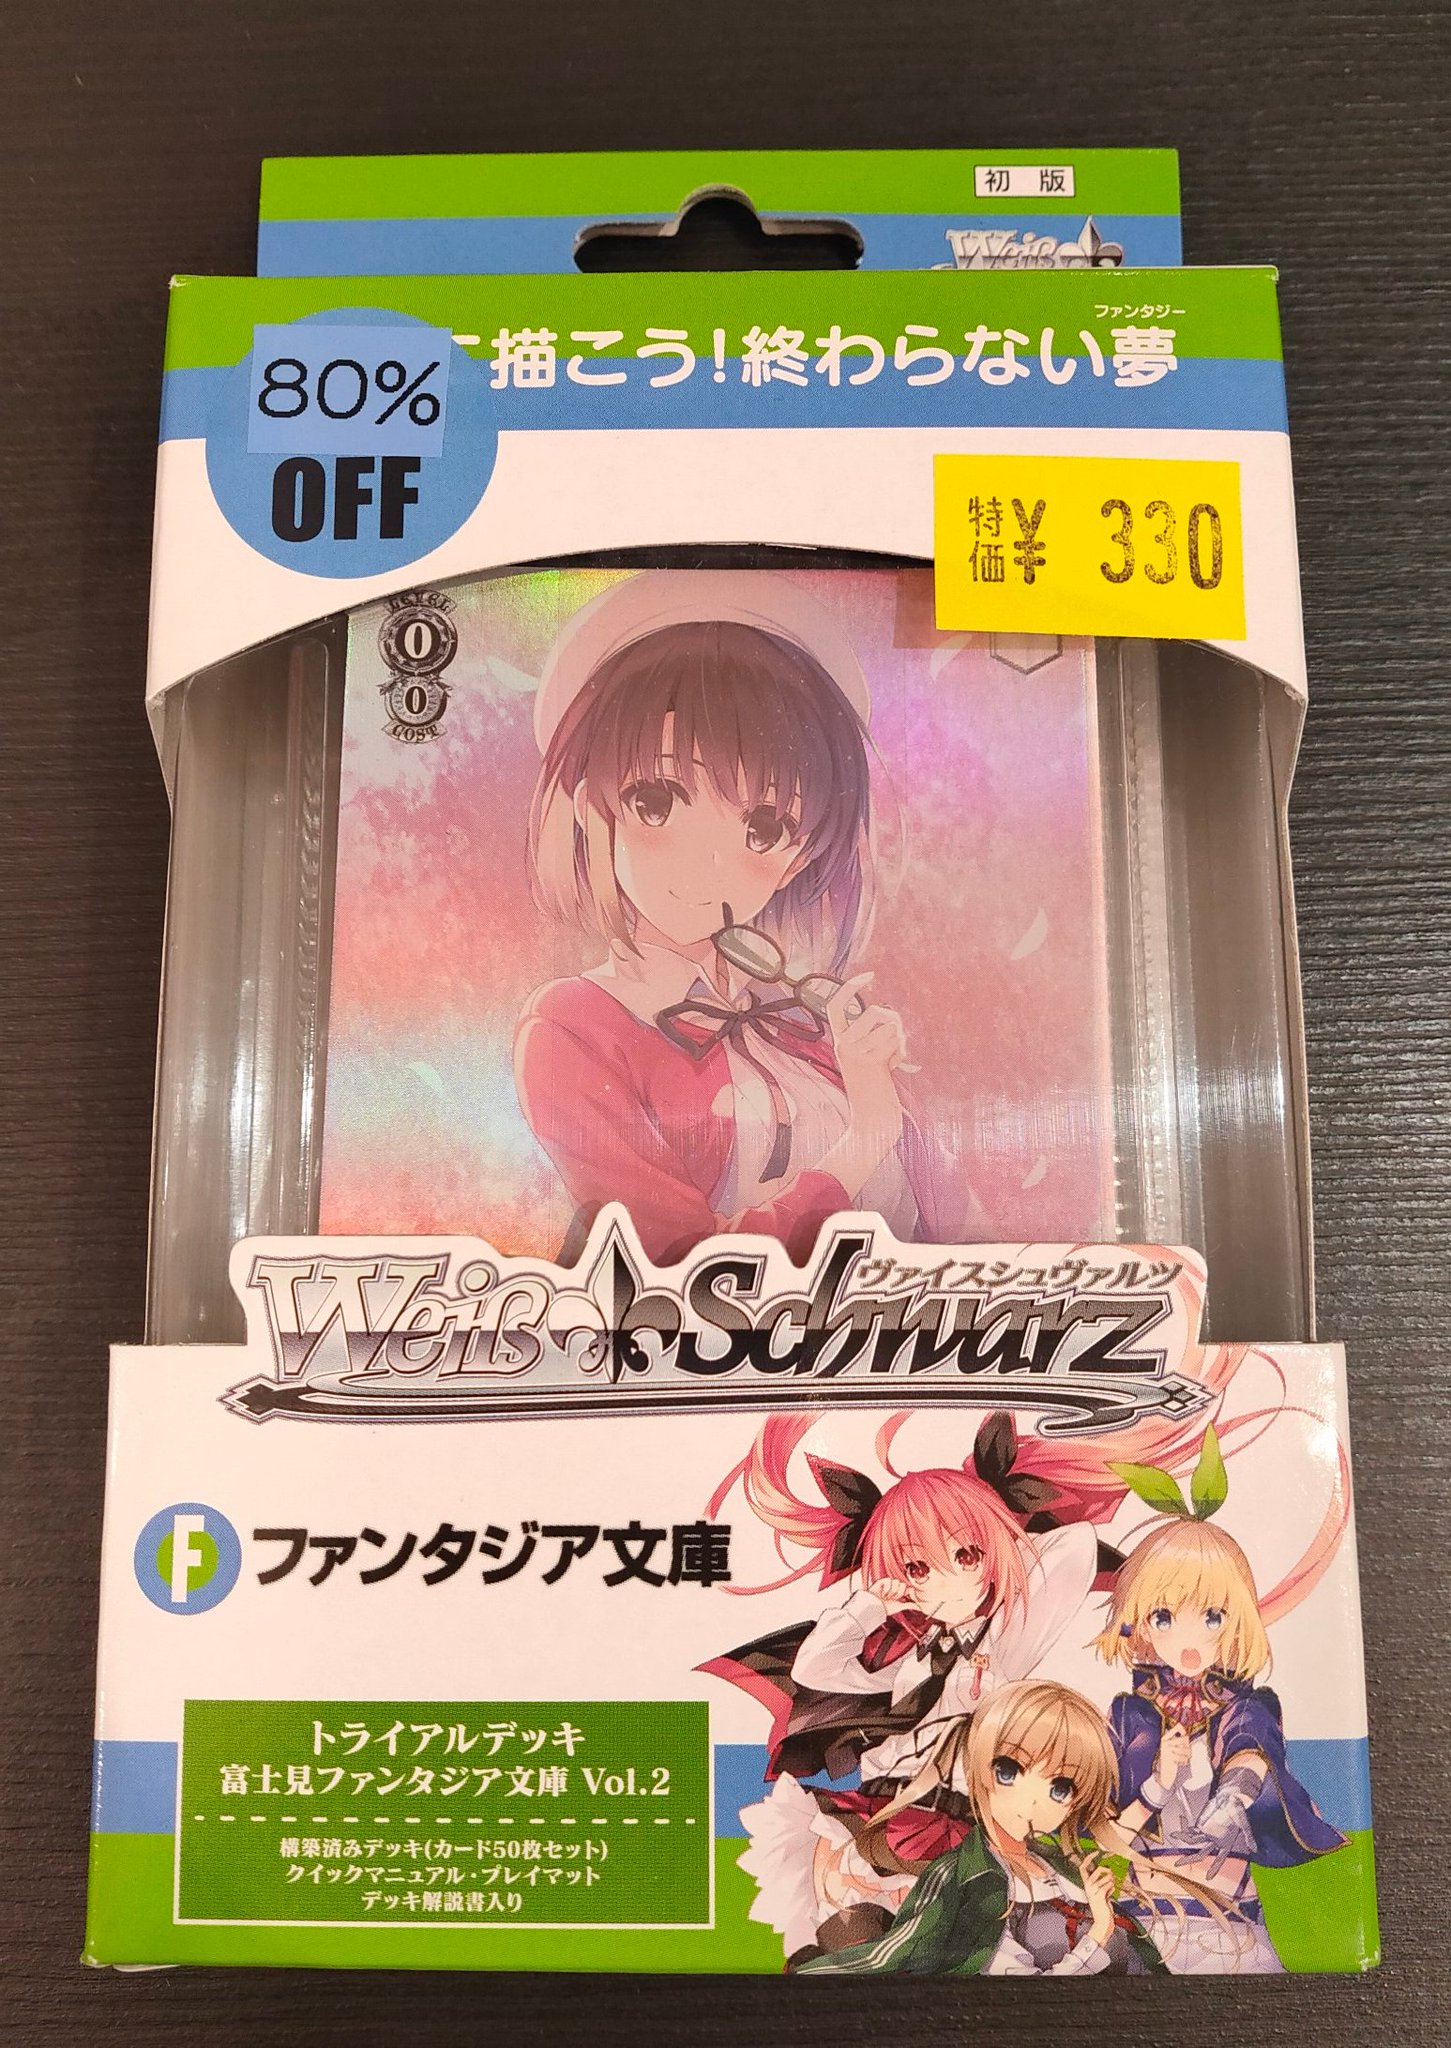 初 版
Weiß
ファンタジー
に描こう!終わらない夢
80%
OFF
特価¥ 330
LEVEL
0
0
COST
Weiß Schwarz
ヴァイスシュヴァルツ
F ファンタジア文庫
トライアルデッキ
富士見ファンタジア文庫 Vol.2
構築済みデッキ(カード50枚セット)
クイックマニュアル・プレイマット
デッキ解説書入り